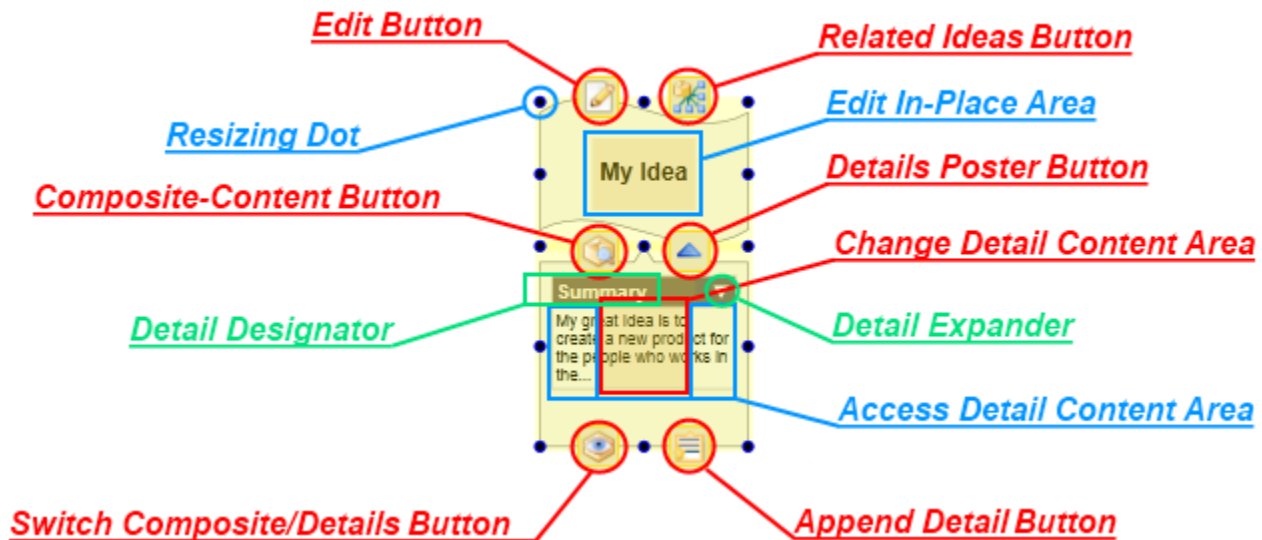 Edit Button
Related Ideas Button
Edit In-Place Area
Resizing Dot
My Idea
Details Poster Button
Composite-Content Button
Change Detail Content Area
Summary
Detail Designator
My great idea is to
create a new product for
the people who works in
the...
Detail Expander
Access Detail Content Area
Switch Composite/Details Button
Append Detail Button